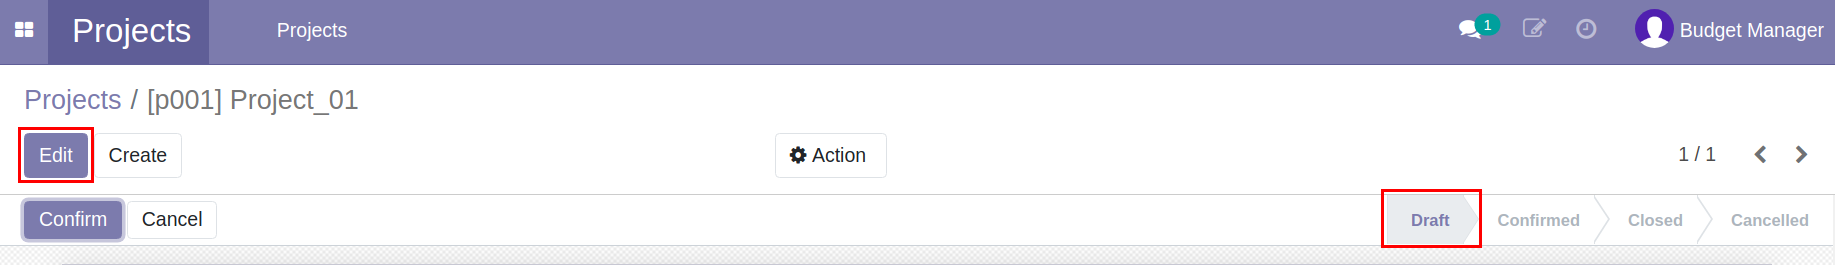 Projects Projects 1 Budget Manager
Projects / [p001] Project_01
Edit Create Action 1 / 1
Confirm Cancel Draft Confirmed Closed Cancelled